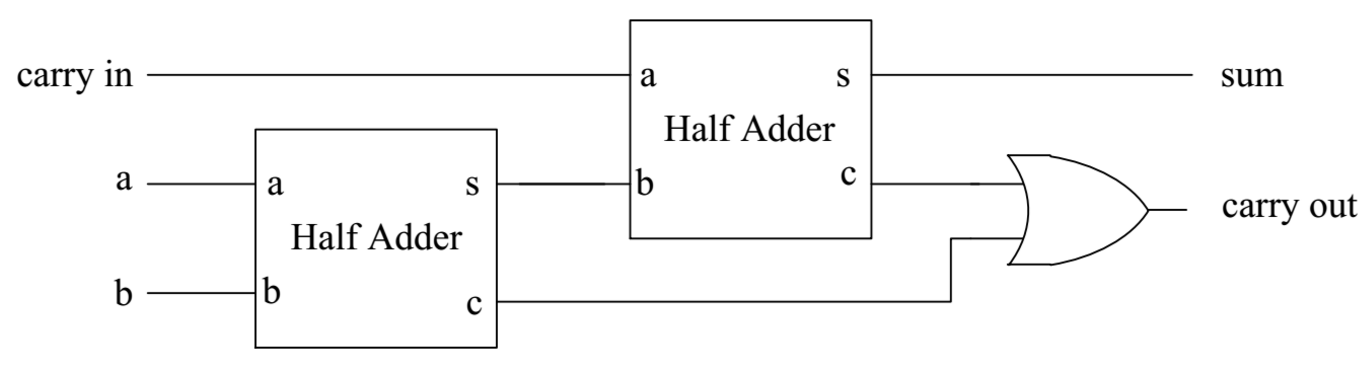 carry in
a
s
sum
Half Adder
b
c
carry out
a
a
s
Half Adder
b
b
c